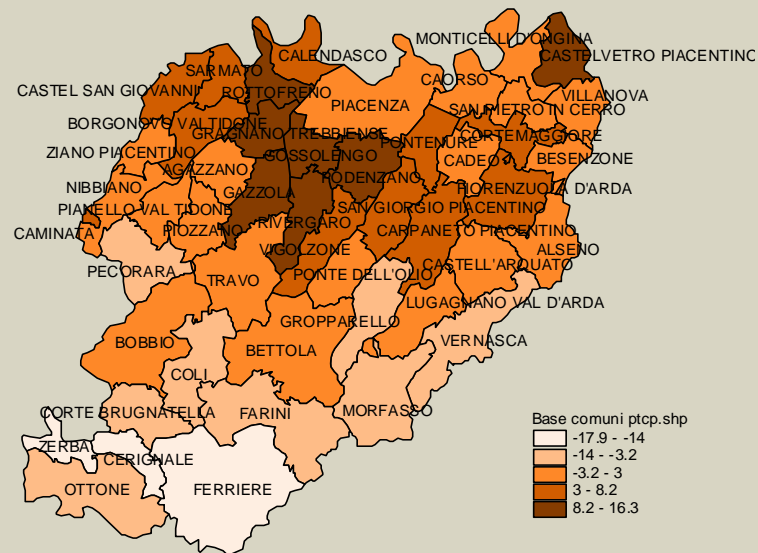 MONTICELLI D'ONGINA
CALENDASCO
CASTELVETRO PIACENTINO
SARMATO
CAORSO
CASTEL SAN GIOVANNI
ROTTOFRENO
VILLANOVA
PIACENZA
SAN PIETRO IN CERRO
BORGONOVO VALTIDONE
GRAGNANO TREBBIENSE
CORTEMAGGIORE
PONTENURE
ZIANO PIACENTINO
GOSSOLENGO
CADEO
BESENZONE
AGAZZANO
PODENZANO
NIBBIANO
GAZZOLA
FIORENZUOLA D'ARDA
PIANELLO VAL TIDONE
SAN GIORGIO PIACENTINO
CAMINATA
PIOZZANO
RIVERGARO
CARPANETO PIACENTINO
VIGOLZONE
ALSENO
PECORARA
CASTELL'ARQUATO
TRAVO
PONTE DELL'OLIO
LUGAGNANO VAL D'ARDA
GROPPARELLO
BOBBIO
VERNASCA
BETTOLA
COLI
CORTE BRUGNATELLA
FARINI
MORFASSO
Base comuni ptcp.shp
-17.9 - -14
-14 - -3.2
-3.2 - 3
3 - 8.2
8.2 - 16.3
ZERBA
CERIGNALE
OTTONE
FERRIERE